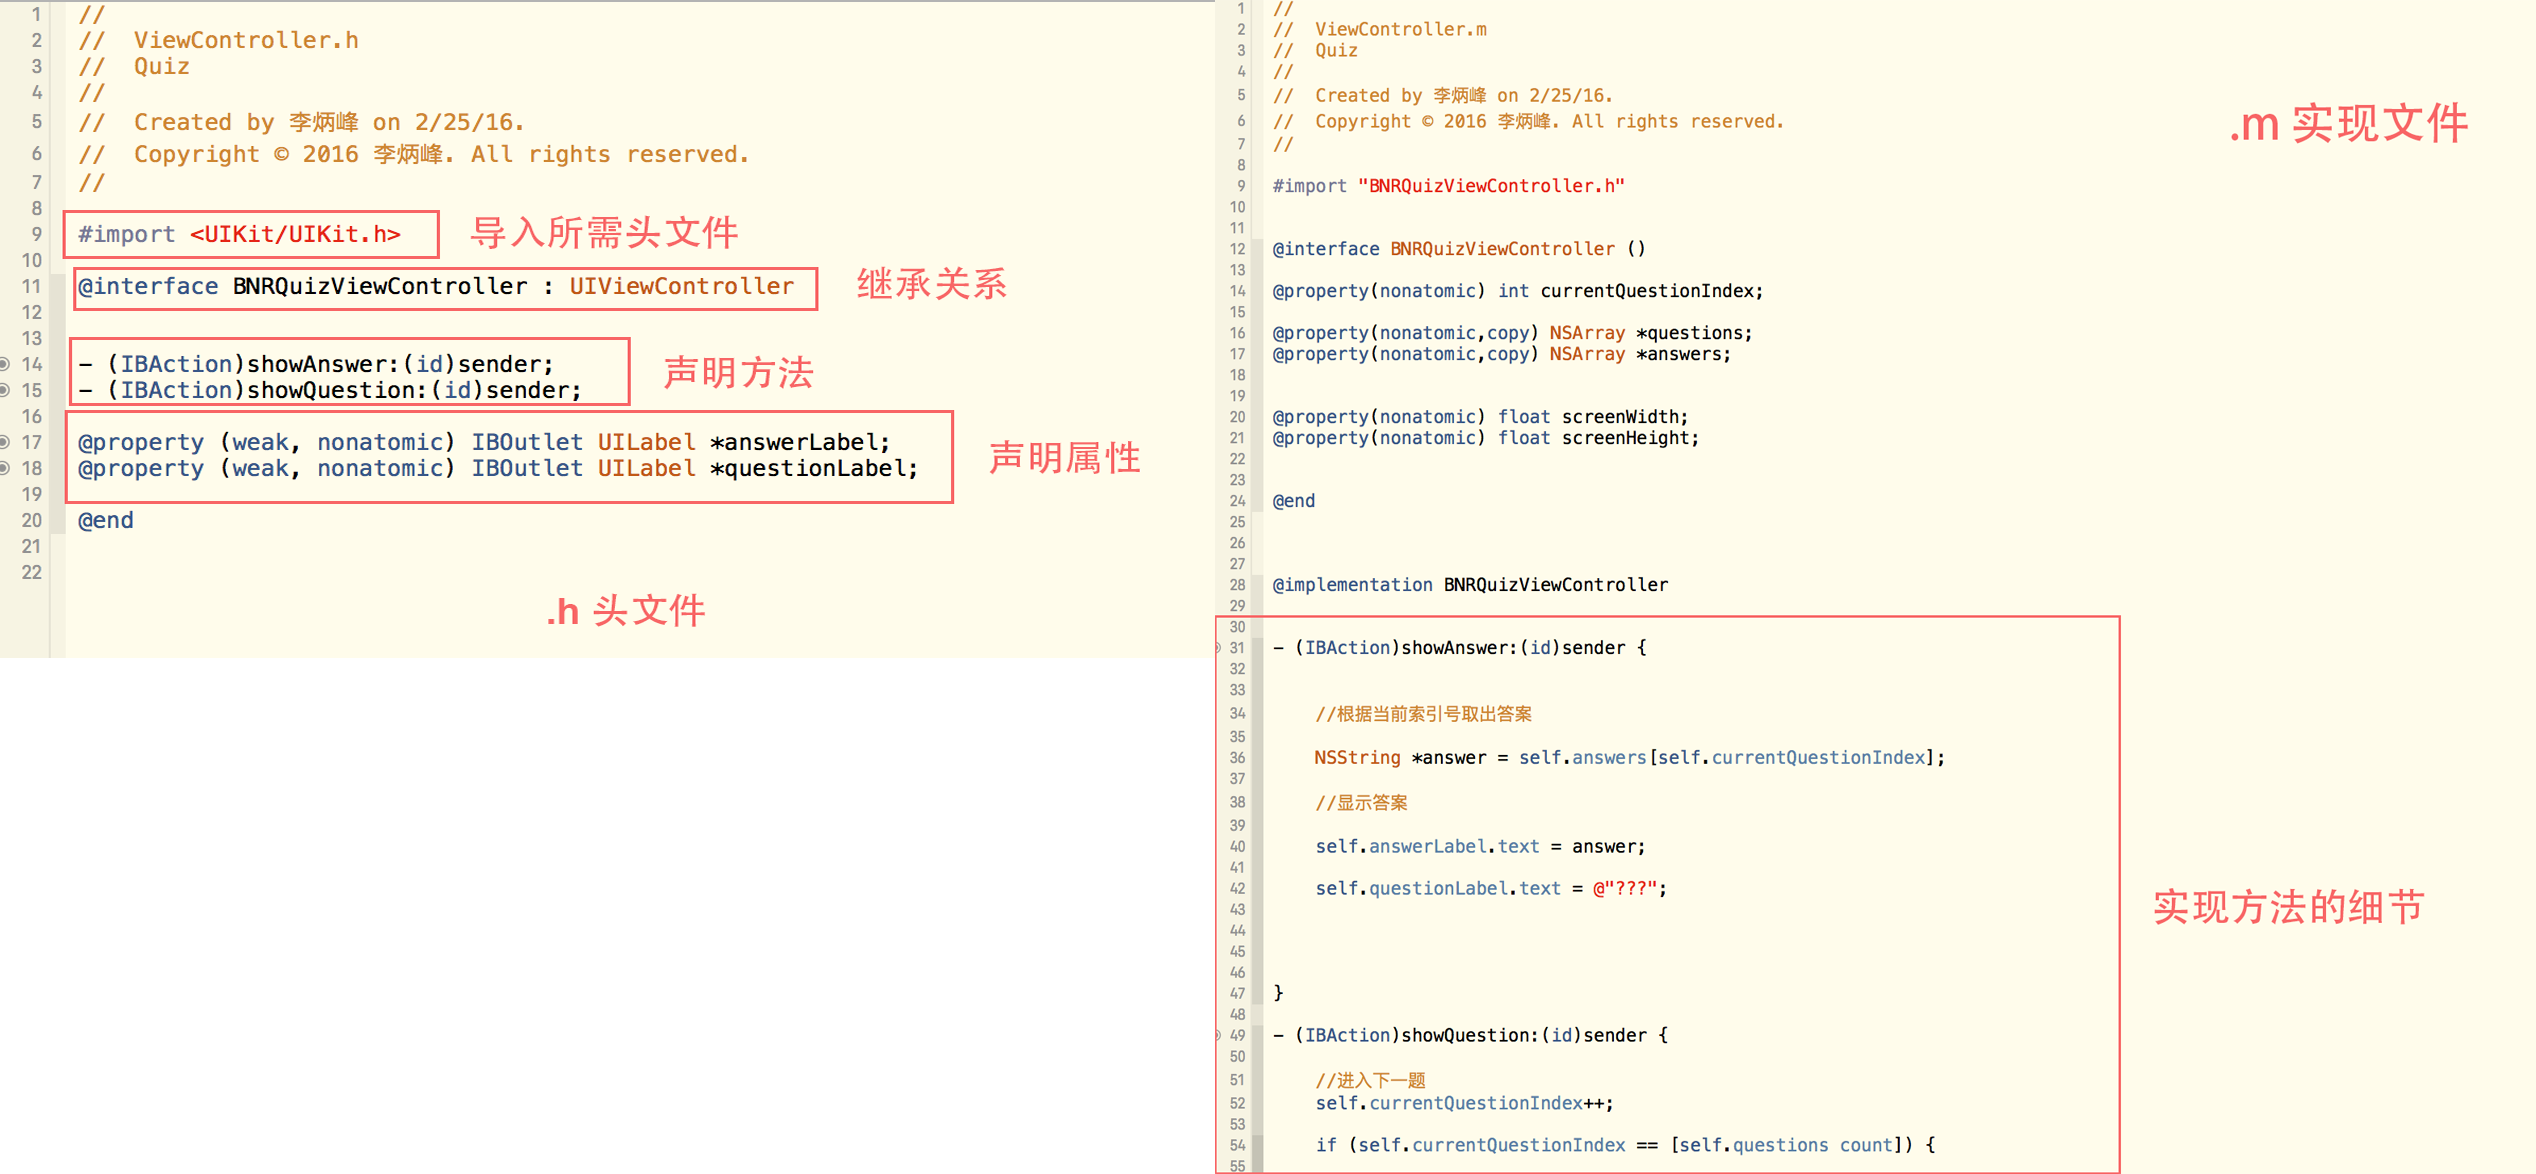 1 //
2 // ViewController.h
3 // Quiz
4 //
5 // Created by 李炳峰 on 2/25/16.
6 // Copyright © 2016 李炳峰. All rights reserved.
7 //
8
9 #import <UIKit/UIKit.h>
导入所需头文件
10
11 @interface BNRQuizViewController : UIViewController
继承关系
12
13
14 - (IBAction)showAnswer:(id)sender;
15 - (IBAction)showQuestion:(id)sender;
声明方法
16
17 @property (weak, nonatomic) IBOutlet UILabel *answerLabel;
18 @property (weak, nonatomic) IBOutlet UILabel *questionLabel;
声明属性
19
20 @end
21
22
.h 头文件
1 //
2 // ViewController.m
3 // Quiz
4 //
5 // Created by 李炳峰 on 2/25/16.
6 // Copyright © 2016 李炳峰. All rights reserved.
7 //
.m 实现文件
8
9 #import "BNRQuizViewController.h"
10
11
12 @interface BNRQuizViewController ()
13
14 @property(nonatomic) int currentQuestionIndex;
15
16 @property(nonatomic,copy) NSArray *questions;
17 @property(nonatomic,copy) NSArray *answers;
18
19
20 @property(nonatomic) float screenWidth;
21 @property(nonatomic) float screenHeight;
22
23
24 @end
25
26
27
28 @implementation BNRQuizViewController
29
30
31 - (IBAction)showAnswer:(id)sender {
32
33
34 //根据当前索引号取出答案
35
36 NSString *answer = self.answers[self.currentQuestionIndex];
37
38 //显示答案
39
40 self.answerLabel.text = answer;
41
42 self.questionLabel.text = @"???";
43
44
45
46
47 }
实现方法的细节
48
49 - (IBAction)showQuestion:(id)sender {
50
51 //进入下一题
52 self.currentQuestionIndex++;
53
54 if (self.currentQuestionIndex == [self.questions count]) {
55